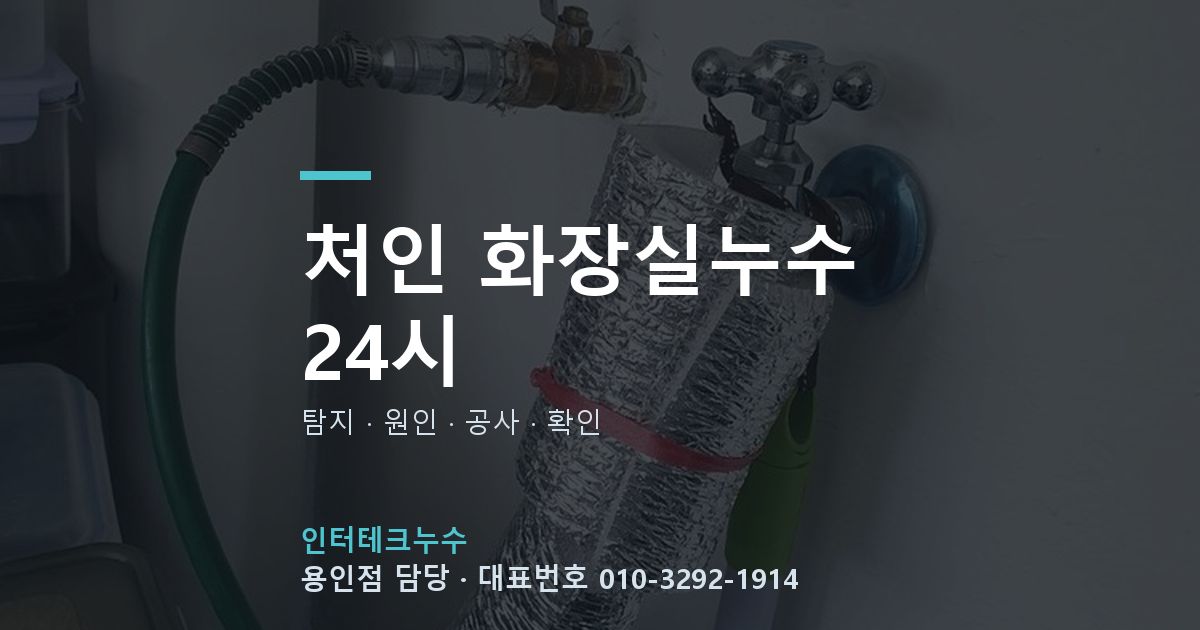 처인 화장실누수
24시
탐지 · 원인 · 공사 · 확인
인터테크누수
용인점 담당 · 대표번호 010-3292-1914